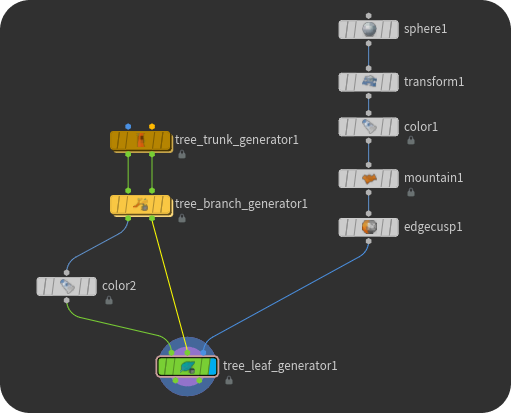 sphere1
transform1
color1
tree_trunk_generator1
mountain1
tree_branch_generator1
edgecusp1
color2
tree_leaf_generator1